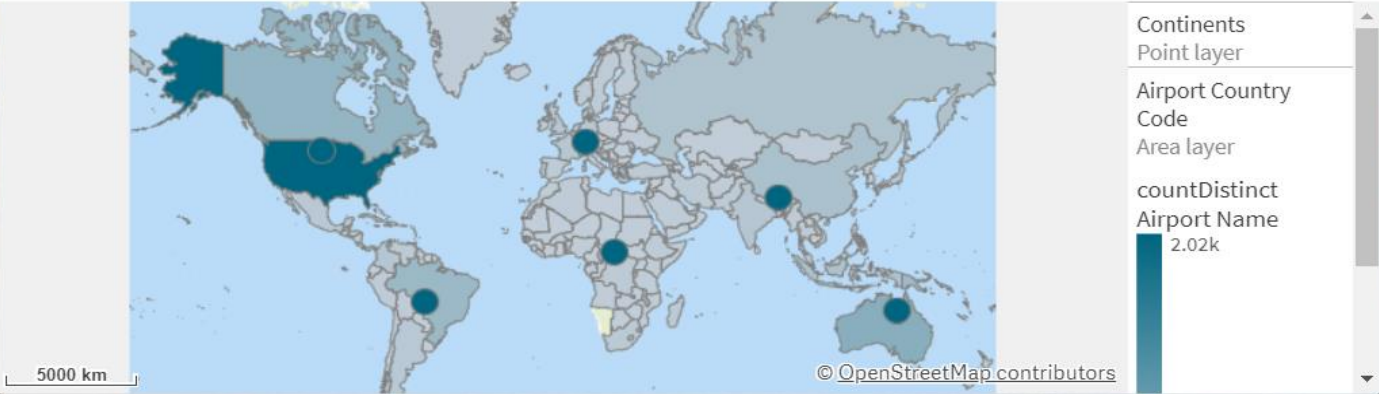 Continents
Point layer
Airport Country
Code
Area layer
countDistinct
Airport Name
2.02k
5000 km
© OpenStreetMap contributors